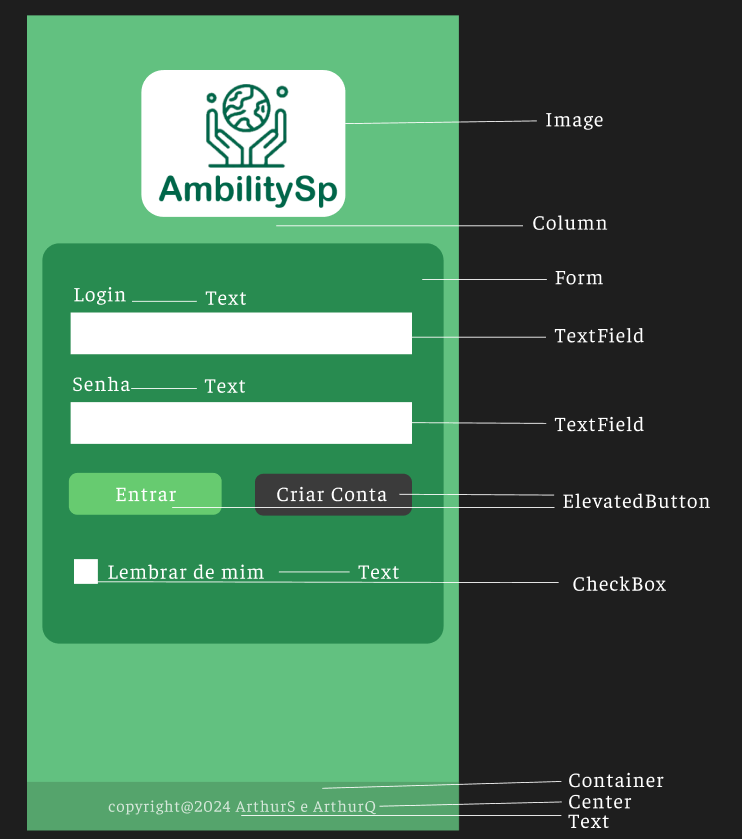 Image
AmbilitySp
Column
Form
Login
Text
TextField
Senha
Text
TextField
Entrar
Criar Conta
ElevatedButton
Lembrar de mim
Text
CheckBox
Container
copyright@2024 ArthurS e ArthurQ
Center
Text